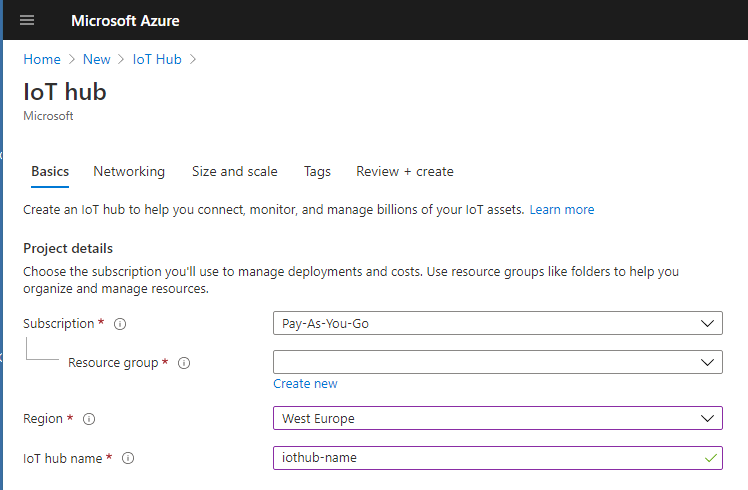 Microsoft Azure
Home > New > IoT Hub >
IoT hub
Microsoft
Basics Networking Size and scale Tags Review + create
Create an IoT hub to help you connect, monitor, and manage billions of your IoT assets. Learn more
Project details
Choose the subscription you'll use to manage deployments and costs. Use resource groups like folders to help you
organize and manage resources.
Subscription * Pay-As-You-Go
Resource group *
Create new
Region * West Europe
IoT hub name * iothub-name